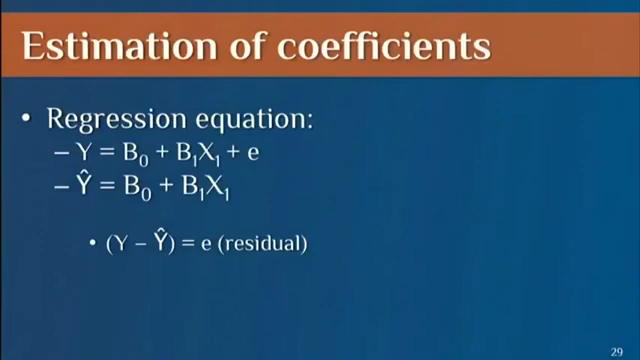 Estimation of coefficients
• Regression equation:
– Y = B₀ + B₁X₁ + e
– Ŷ = B₀ + B₁X₁
• (Y – Ŷ) = e (residual)
29